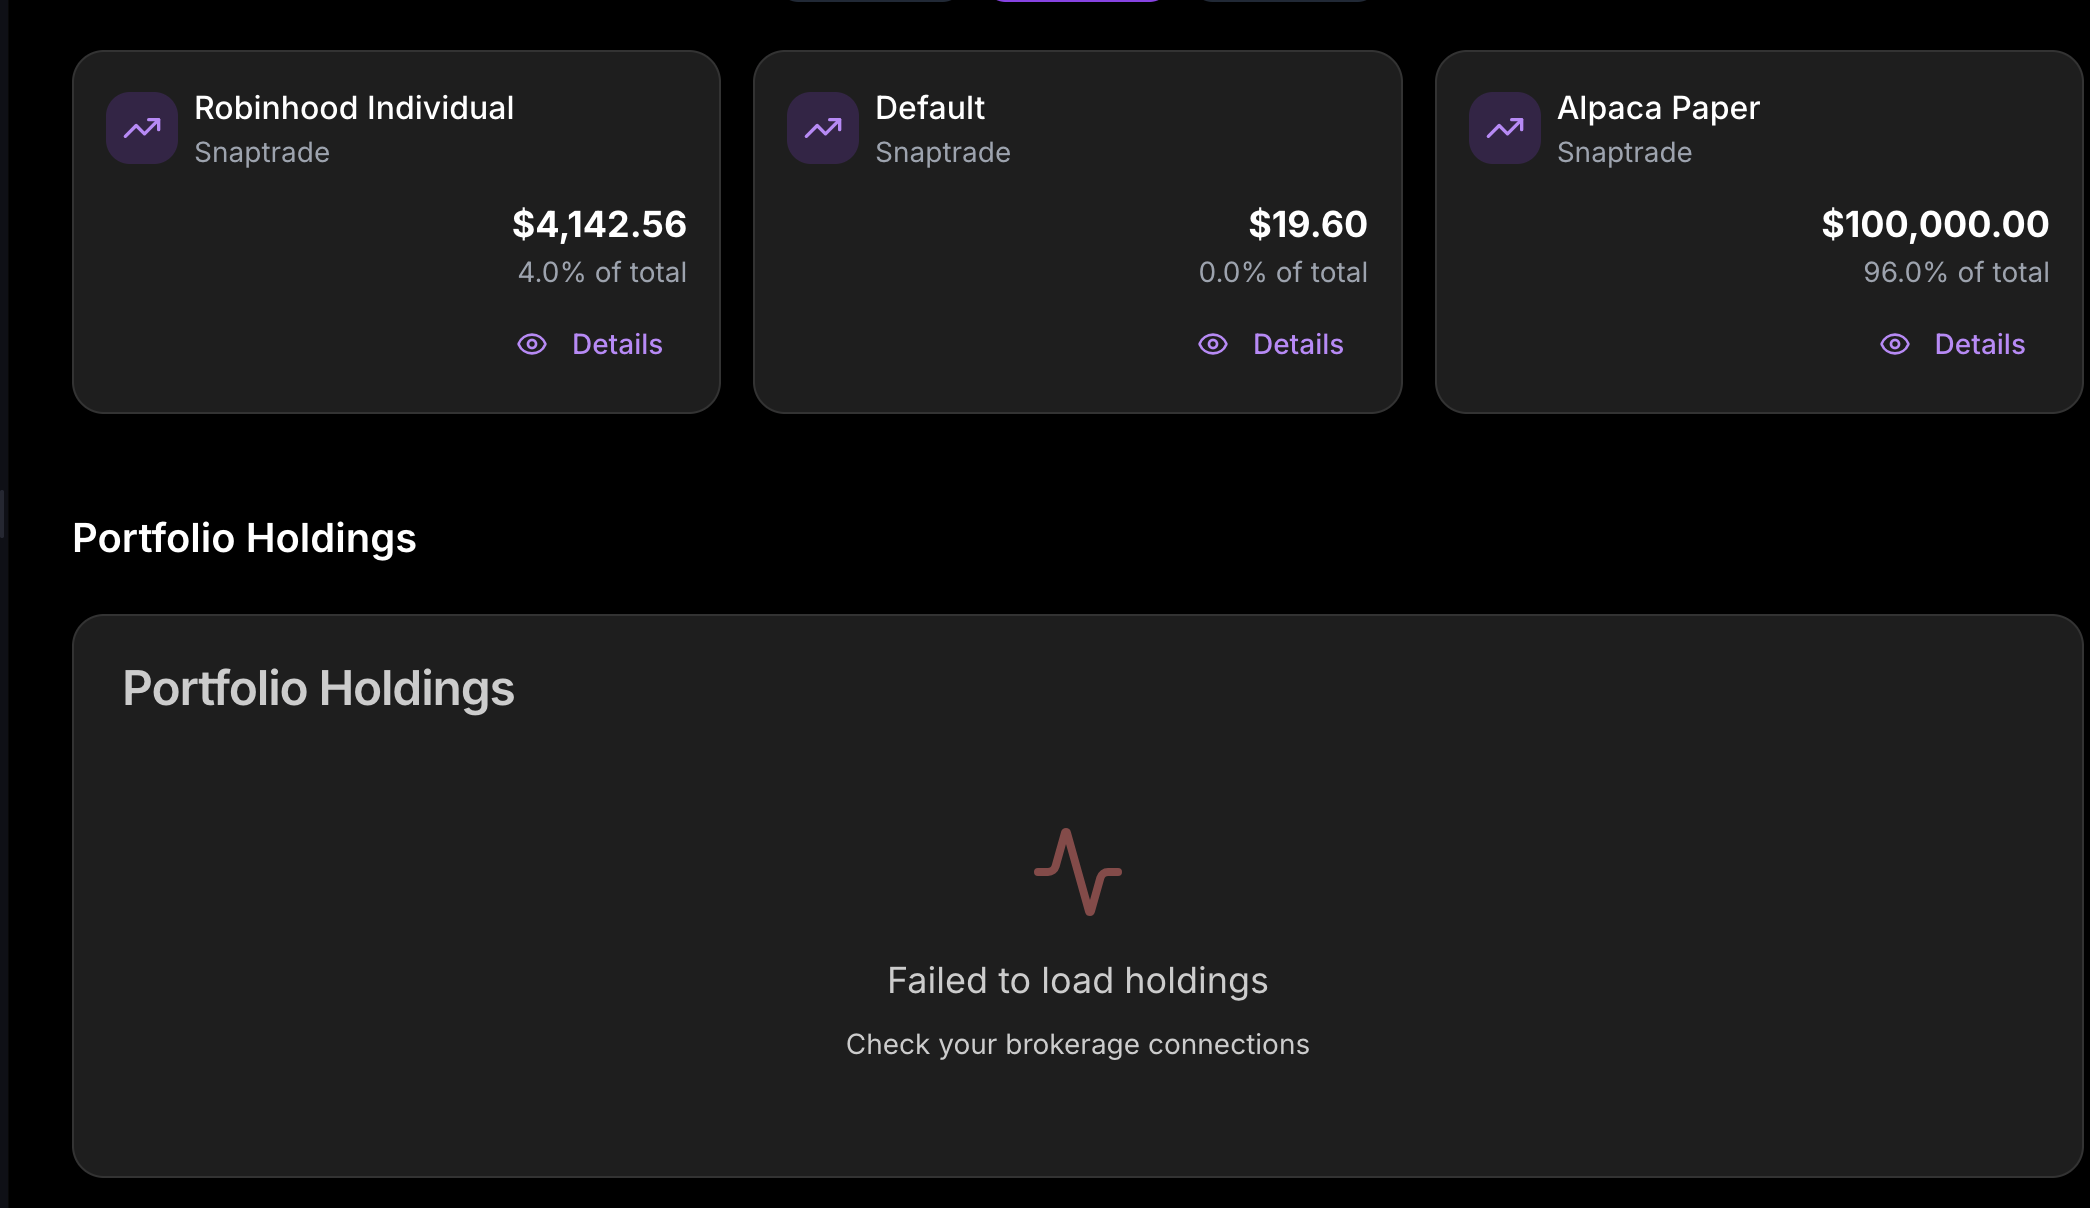 Robinhood Individual
Snaptrade
$4,142.56
4.0% of total
Details
Default
Snaptrade
$19.60
0.0% of total
Details
Alpaca Paper
Snaptrade
$100,000.00
96.0% of total
Details
Portfolio Holdings
Portfolio Holdings
Failed to load holdings
Check your brokerage connections